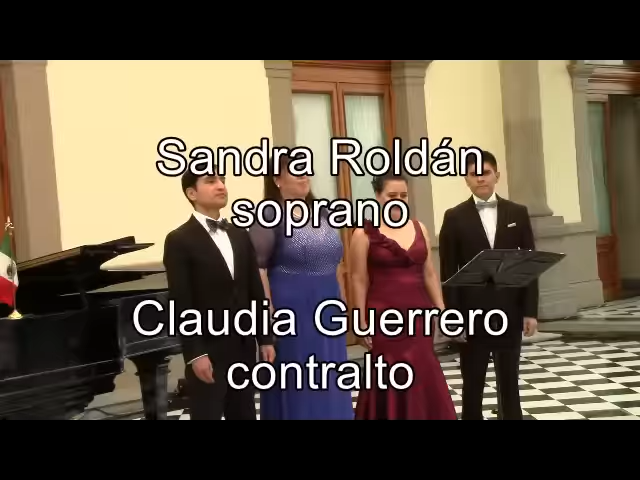 Sandra Roldán
soprano
Claudia Guerrero
contralto